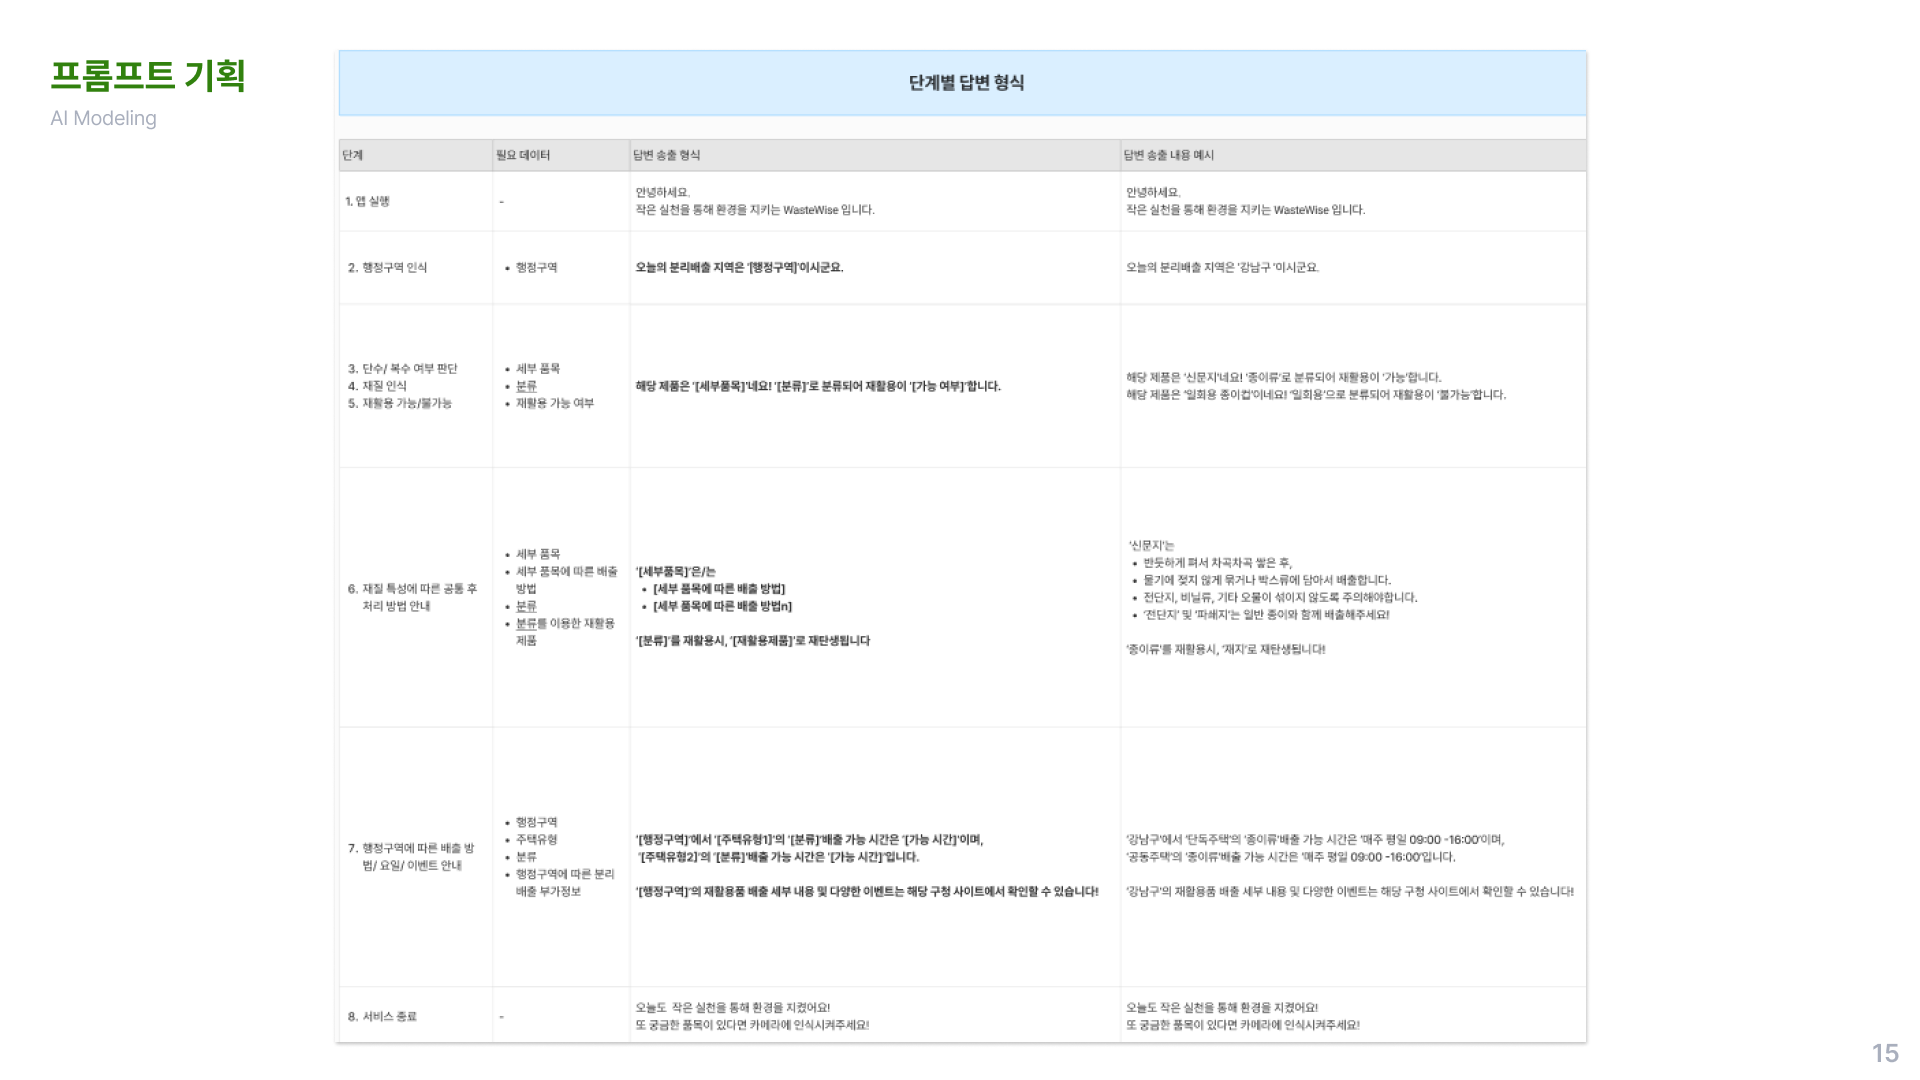 프롬프트 기획
AI Modeling
단계별 답변 형식
단계 필요 데이터 답변 송출 형식 답변 송출 내용 예시
1. 앱 실행
-
안녕하세요.
작은 실천을 통해 환경을 지키는 WasteWise 입니다.
안녕하세요.
작은 실천을 통해 환경을 지키는 WasteWise 입니다.
2. 행정구역 인식
• 행정구역
오늘의 분리배출 지역은 '[행정구역]'이시군요.
오늘의 분리배출 지역은 '강남구 '이시군요.
3. 단수/ 복수 여부 판단
4. 재질 인식
5. 재활용 가능/불가능
• 세부 품목
• 분류
• 재활용 가능 여부
해당 제품은 '[세부품목]'네요! '[분류]'로 분류되어 재활용이 '[가능 여부]'합니다.
해당 제품은 '신문지'네요! '종이류'로 분류되어 재활용이 '가능'합니다.
해당 제품은 '일회용 종이컵'이네요! '일회용'으로 분류되어 재활용이 '불가능'합니다.
6. 재질 특성에 따른 공통 후
처리 방법 안내
• 세부 품목
• 세부 품목에 따른 배출
방법
• 분류
• 분류를 이용한 재활용
제품
'[세부품목]'은/는
• [세부 품목에 따른 배출 방법]
• [세부 품목에 따른 배출 방법n]
'[분류]'를 재활용시, '[재활용제품]'로 재탄생됩니다
'신문지'는
• 반듯하게 펴서 차곡차곡 쌓은 후,
• 물기에 젖지 않게 묶거나 박스류에 담아서 배출합니다.
• 전단지, 비닐류, 기타 오물이 섞이지 않도록 주의해야합니다.
• '전단지' 및 '파쇄지'는 일반 종이와 함께 배출해주세요!
'종이류'를 재활용시, '재지'로 재탄생됩니다!
7. 행정구역에 따른 배출 방
법/ 요일/ 이벤트 안내
• 행정구역
• 주택유형
• 분류
• 행정구역에 따른 분리
배출 부가정보
'[행정구역]'에서 '[주택유형1]'의 '[분류]'배출 가능 시간은 '[가능 시간]'이며,
'[주택유형2]'의 '[분류]'배출 가능 시간은 '[가능 시간]'입니다.
'[행정구역]'의 재활용품 배출 세부 내용 및 다양한 이벤트는 해당 구청 사이트에서 확인할 수 있습니다!
'강남구'에서 '단독주택'의 '종이류'배출 가능 시간은 '매주 평일 09:00 -16:00'이며,
'공동주택'의 '종이류'배출 가능 시간은 '매주 평일 09:00 -16:00'입니다.
'강남구'의 재활용품 배출 세부 내용 및 다양한 이벤트는 해당 구청 사이트에서 확인할 수 있습니다!
8. 서비스 종료
-
오늘도 작은 실천을 통해 환경을 지켰어요!
또 궁금한 품목이 있다면 카메라에 인식시켜주세요!
오늘도 작은 실천을 통해 환경을 지켰어요!
또 궁금한 품목이 있다면 카메라에 인식시켜주세요!
15